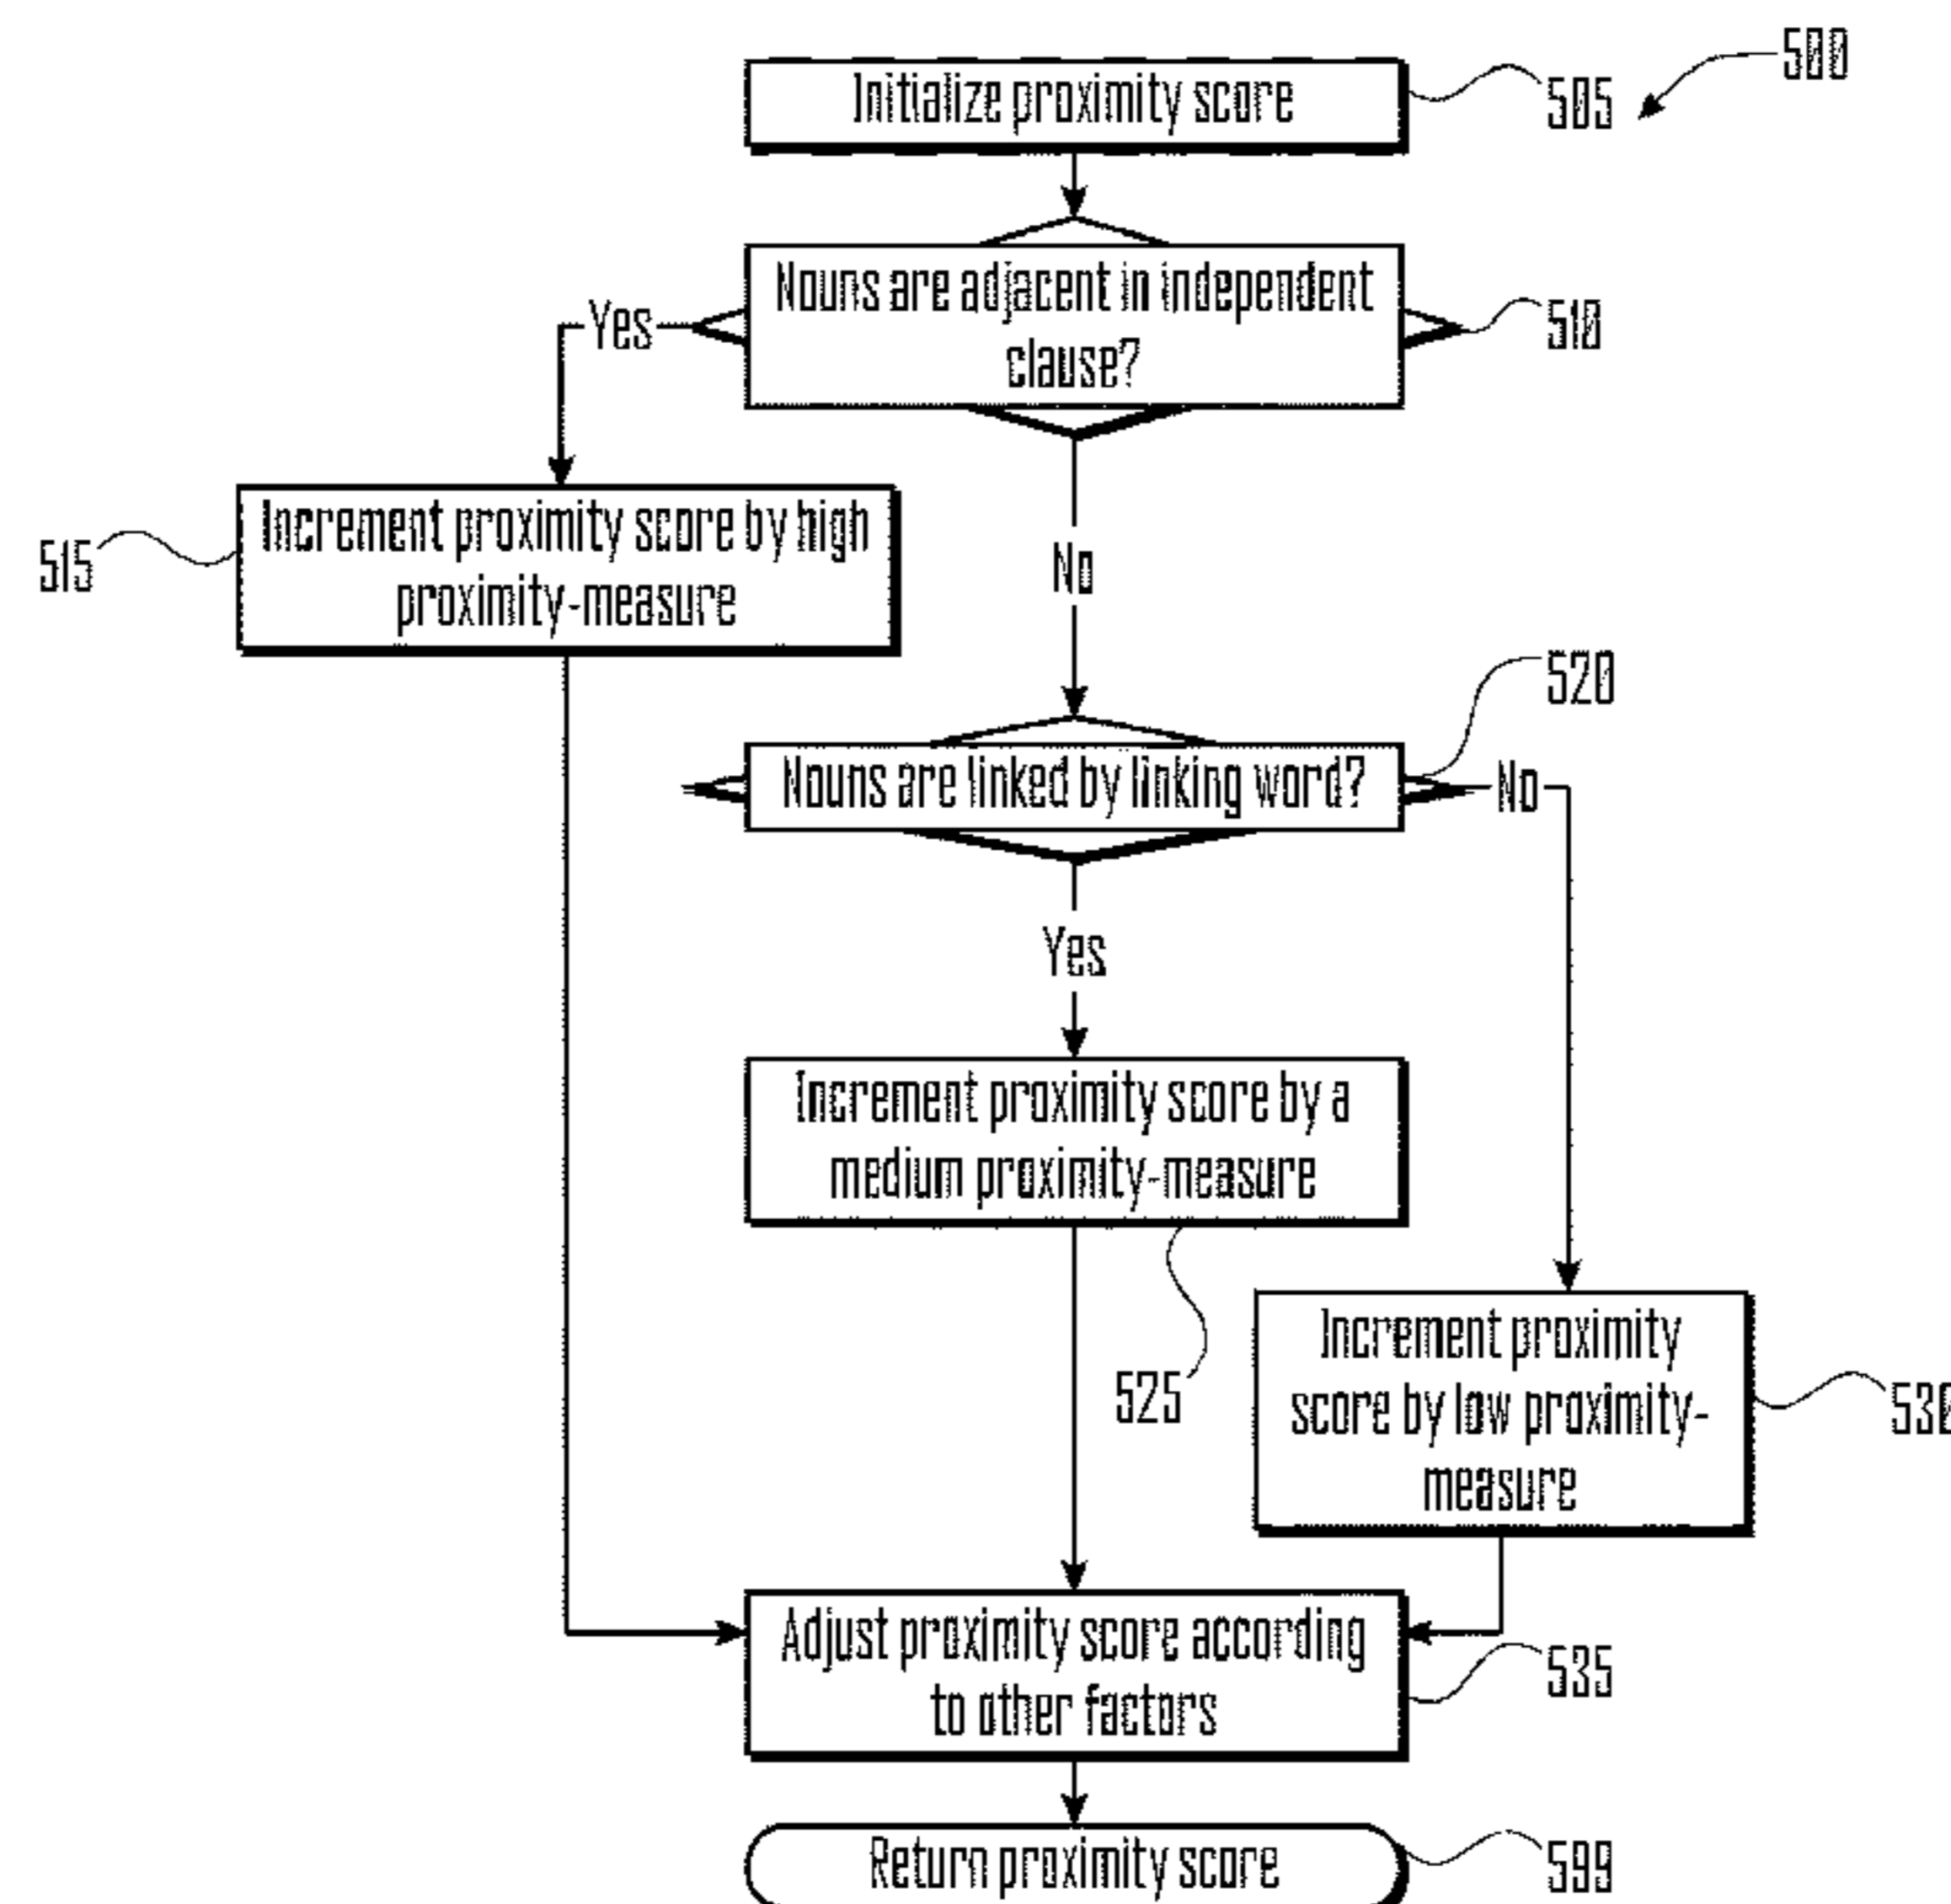 500
Initialize proximity score
505
Nouns are adjacent in independent
clause?
510
Yes
Increment proximity score by high
proximity-measure
515
No
520
Nouns are linked by linking word?
No
Yes
Increment proximity score by a
medium proximity-measure
525
Increment proximity
score by low proximity-
measure
530
Adjust proximity score according
to other factors
535
Return proximity score
599